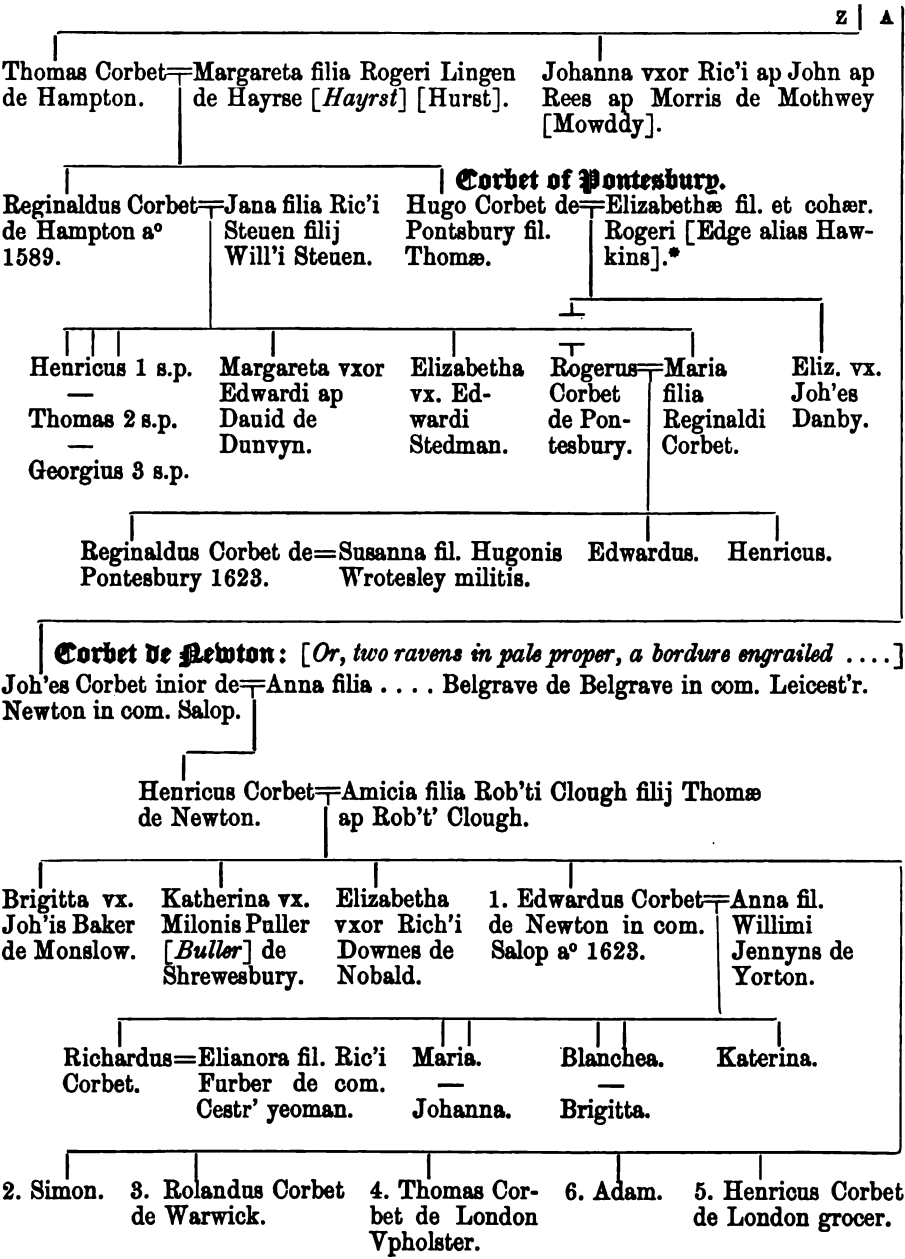 Z | A
Thomas Corbet=Margareta filia Rogeri Lingen
de Hampton. de Hayrse [Hayrst] [Hurst].
Johanna vxor Ric'i ap John ap
Rees ap Morris de Mothwey
[Mowddy].
Reginaldus Corbet=Jana filia Ric'i
de Hampton aº Steuen filij
1589. Will'i Steuen.
Corbet of Pontesbury.
Hugo Corbet de=Elizabethæ fil. et cohær.
Pontsbury fil. Rogeri [Edge alias Haw-
Thomæ. kins].*
Henricus 1 s.p.
—
Thomas 2 s.p.
—
Georgius 3 s.p.
Margareta vxor
Edwardi ap
Dauid de
Dunvyn.
Elizabetha
vx. Ed-
wardi
Stedman.
Rogerus=Maria
Corbet filia
de Pon- Reginaldi
tesbury. Corbet.
Eliz. vx.
Joh'es
Danby.
Reginaldus Corbet de=Susanna fil. Hugonis
Pontesbury 1623. Wrotesley militis.
Edwardus. Henricus.
Corbet de Newton: [Or, two ravens in pale proper, a bordure engrailed ....]
Joh'es Corbet inior de=Anna filia .... Belgrave de Belgrave in com. Leicest'r.
Newton in com. Salop.
Henricus Corbet=Amicia filia Rob'ti Clough filij Thomæ
de Newton. ap Rob't' Clough.
Brigitta vx.
Joh'is Baker
de Monslow.
Katherina vx.
Milonis Puller
[Buller] de
Shrewesbury.
Elizabetha
vxor Rich'i
Downes de
Nobald.
1. Edwardus Corbet=Anna fil.
de Newton in com. Willimi
Salop aº 1623. Jennyns de
Yorton.
Richardus=Elianora fil. Ric'i
Corbet. Furber de com.
Cestr' yeoman.
Maria.
—
Johanna.
Blanchea.
—
Brigitta.
Katerina.
2. Simon.
3. Rolandus Corbet
de Warwick.
4. Thomas Cor-
bet de London
Vpholster.
6. Adam.
5. Henricus Corbet
de London grocer.